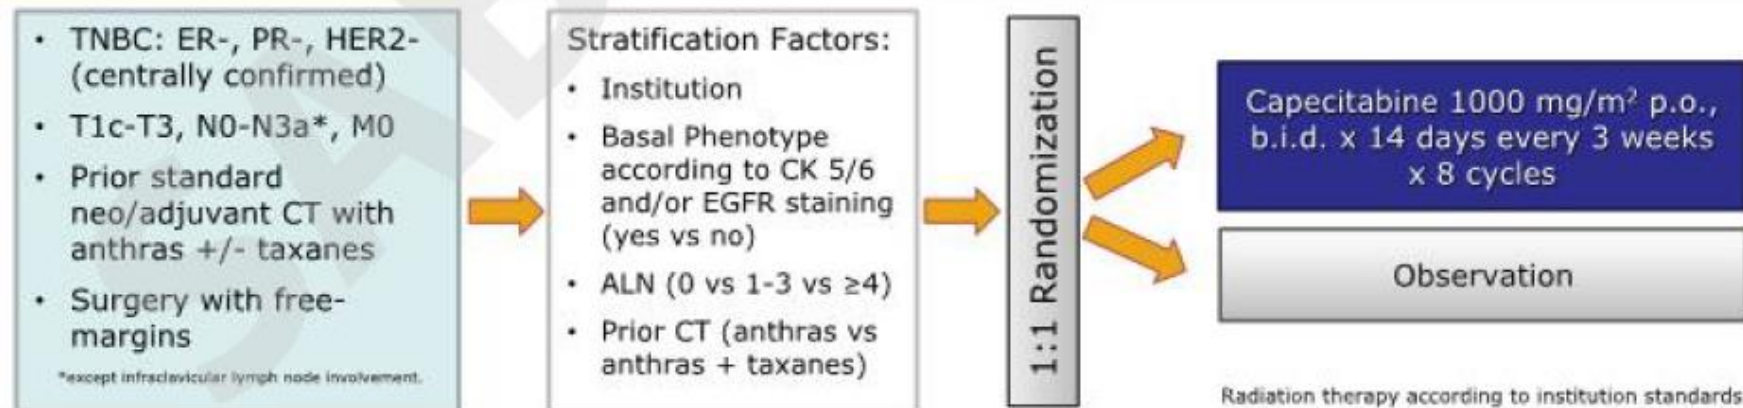 • TNBC: ER-, PR-, HER2-
(centrally confirmed)
• T1c-T3, N0-N3a*, M0
• Prior standard
neo/adjuvant CT with
anthras +/- taxanes
• Surgery with free-
margins
*except infraclavicular lymph node involvement.
Stratification Factors:
• Institution
• Basal Phenotype
according to CK 5/6
and/or EGFR staining
(yes vs no)
• ALN (0 vs 1-3 vs ≥4)
• Prior CT (anthras vs
anthras + taxanes)
1:1 Randomization
Capecitabine 1000 mg/m² p.o.,
b.i.d. x 14 days every 3 weeks
x 8 cycles
Observation
Radiation therapy according to institution standards